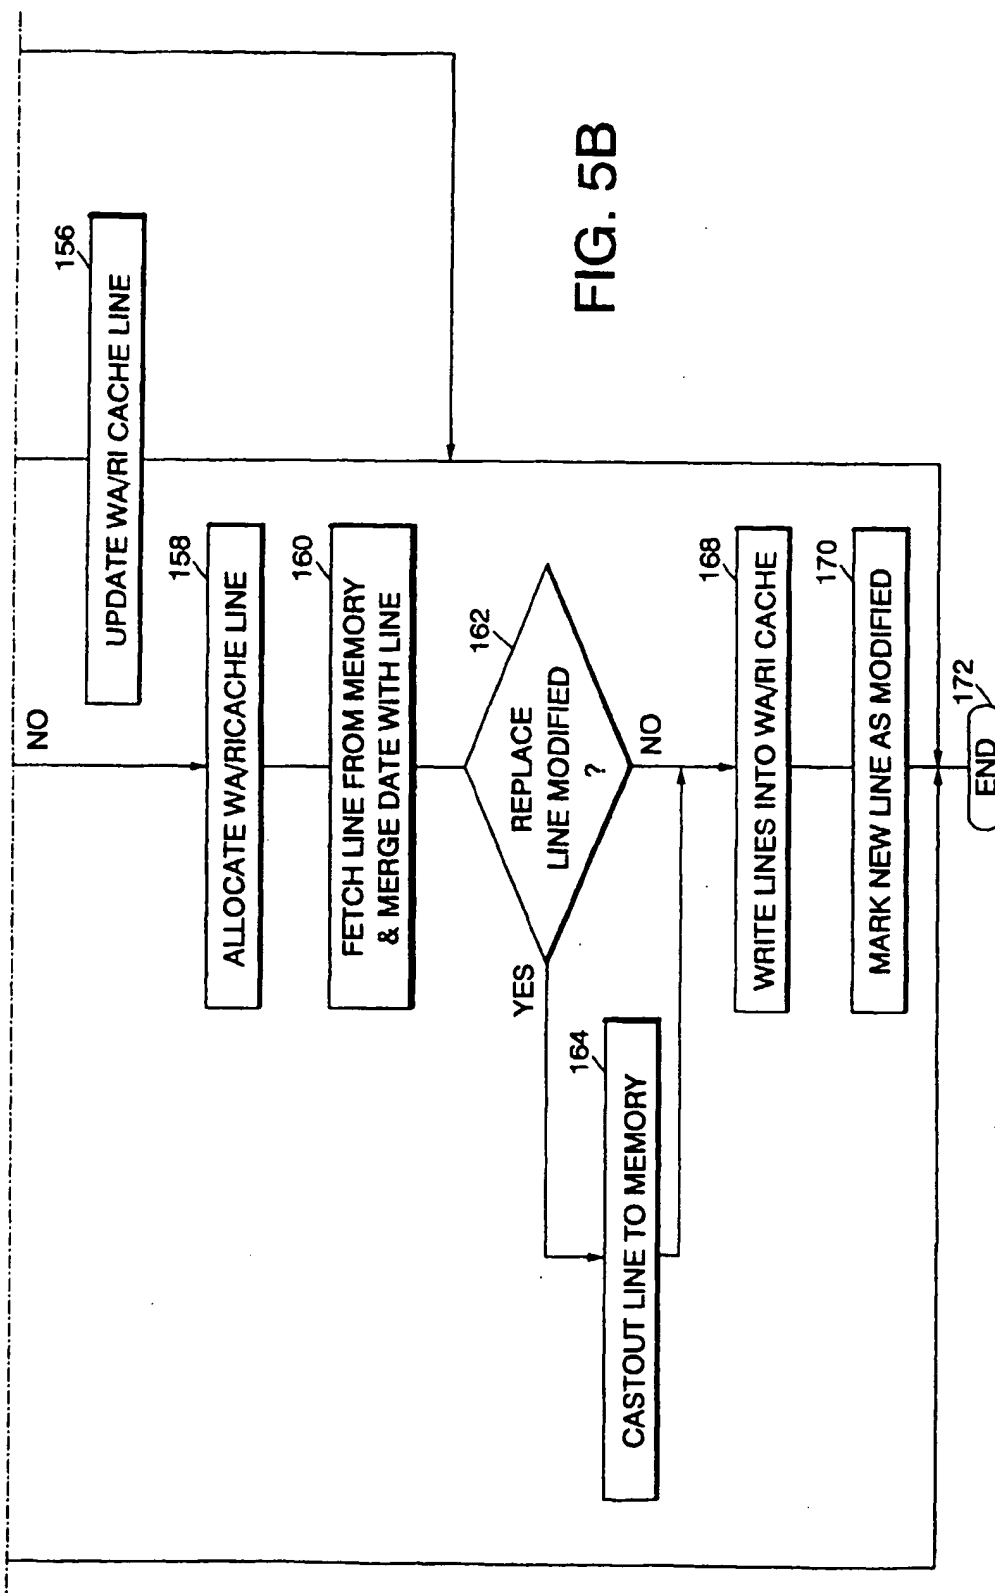 NO
156
UPDATE WA/RI CACHE LINE
158
ALLOCATE WA/RICACHE LINE
160
FETCH LINE FROM MEMORY
& MERGE DATE WITH LINE
162
REPLACE
LINE MODIFIED
?
YES
NO
164
CASTOUT LINE TO MEMORY
168
WRITE LINES INTO WA/RI CACHE
170
MARK NEW LINE AS MODIFIED
172
END
FIG. 5B